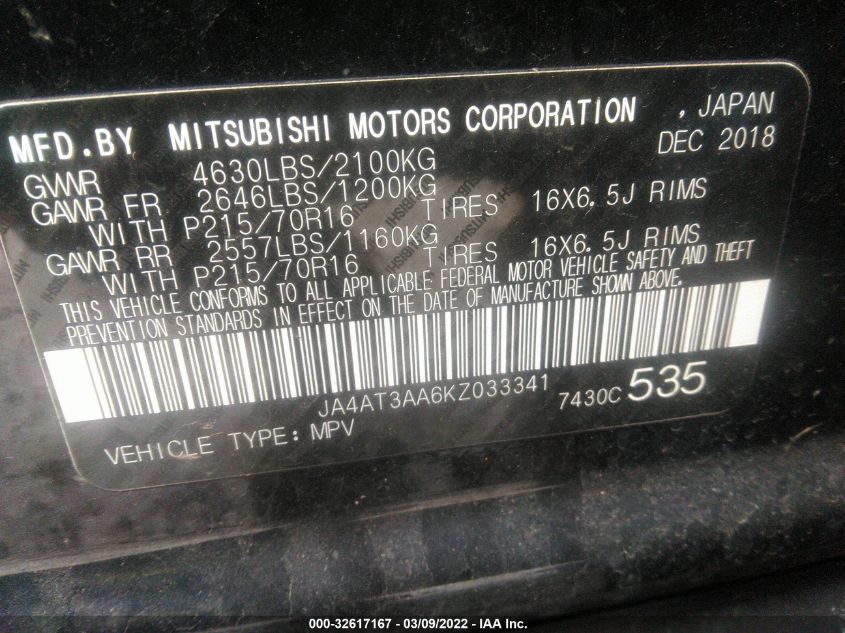 MFD.BY MITSUBISHI MOTORS CORPORATION , JAPAN
DEC 2018
GVWR 4630LBS/2100KG
GAWR FR 2646LBS/1200KG
WITH P215/70R16 TIRES 16X6.5J RIMS
GAWR RR 2557LBS/1160KG
WITH P215/70R16 TIRES 16X6.5J RIMS
THIS VEHICLE CONFORMS TO ALL APPLICABLE FEDERAL MOTOR VEHICLE SAFETY AND THEFT
PREVENTION STANDARDS IN EFFECT ON THE DATE OF MANUFACTURE SHOWN ABOVE.
JA4AT3AA6KZ033341 7430C 535
VEHICLE TYPE: MPV
000-32617167 - 03/09/2022 - IAA Inc.